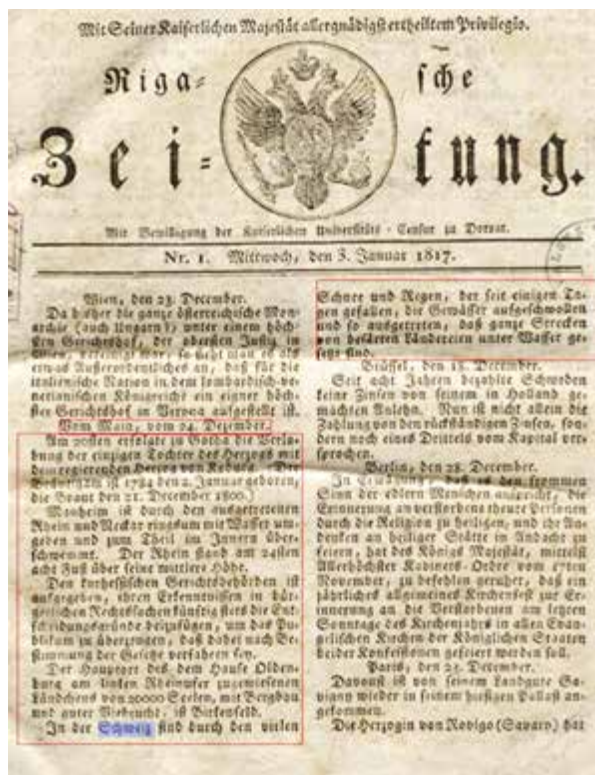 Mit Seiner Kaiserlichen Majestät allergnädigst ertheiltem Privilegio.
Riga= sche
Zei= tung.
Mit Bewilligung der Kaiserlichen Universitäts-Censur zu Dorpat.
Nr. 1. Mittwoch, den 3. Januar 1817.
Wien, den 23. December.
Da bisher die ganze österreichische Mon-
archie (auch Ungarn?) unter einem höch-
sten Gerichtshof, der obersten Justiz in
Wien, vereinigt war, so sieht man es als
etwas Außerordentliches an, daß für die
italienische Nation in dem lombardisch-ve-
netianischen Königreich ein eigner höch-
ster Gerichtshof in Verona aufgestellt ist.
Vom Main, vom 24. Dezember.
Am 20sten erfolgte zu Gotha die Verlo-
bung der einzigen Tochter des Herzogs mit
dem regierenden Herzog von Koburg. (Der
Bräutigam ist 1784 den 2. Januar geboren,
die Braut den 21. December 1800.)
Manheim ist durch den ausgetretenen
Rhein und Neckar ringsum mit Wasser um-
geben und zum Theil im Innern über-
schwemmt. Der Rhein stand am 24sten
acht Fuß über seine mittlere Höhe.
Den kurhessischen Gerichtsbehörden ist
aufgegeben, ihren Erkenntnissen in bür-
gerlichen Rechtssachen künftig stets die Ent-
scheidungsgründe beizufügen, um das Pu-
blikum zu überzeugen, daß dabei nach Be-
stimmung der Gesetze verfahren sey.
Der Hauptort des dem Hause Olden-
burg am linken Rheinufer zugewiesenen
Ländchens von 20000 Seelen, mit Bergbau
und guter Viehzucht, ist Birkenfeld.
In der Schweiz sind durch den vielen
Schnee und Regen, der seit einigen Ta-
gen gefallen, die Gewässer aufgeschwollen
und so ausgetreten, daß ganze Strecken
von besäeten Ländereien unter Wasser ge-
setzt sind.
Brüssel, den 18. December.
Seit acht Jahren bezahlte Schweden
keine Zinsen von seinem in Holland ge-
machten Anlehn. Nun ist nicht allein die
Zahlung von den rückständigen Zinsen, son-
dern noch eines Drittels vom Kapital ver-
sprochen.
Berlin, den 28. December.
In Erwägung, daß es den frommen
Sinn der edlern Menschen anspricht, die
Erinnerung an verstorbene theure Personen
durch die Religion zu heiligen, und ihr An-
denken an heiliger Stätte in Andacht zu
feiern, hat des Königs Majestät, mittelst
Allerhöchster Kabinets-Ordre vom 17ten
November, zu befehlen geruhet, daß ein
jährliches allgemeines Kirchenfest zur Er-
innerung an die Verstorbenen am letzten
Sonntage des Kirchenjahrs in allen Evan-
gelischen Kirchen der Königlichen Staaten
beider Konfessionen gefeiert werden soll.
Paris, den 23. December.
Davoust ist von seinem Landgute Sa-
vigny wieder in seinem hiesigen Pallast an-
gekommen.
Die Herzogin von Rovigo (Savary) hat